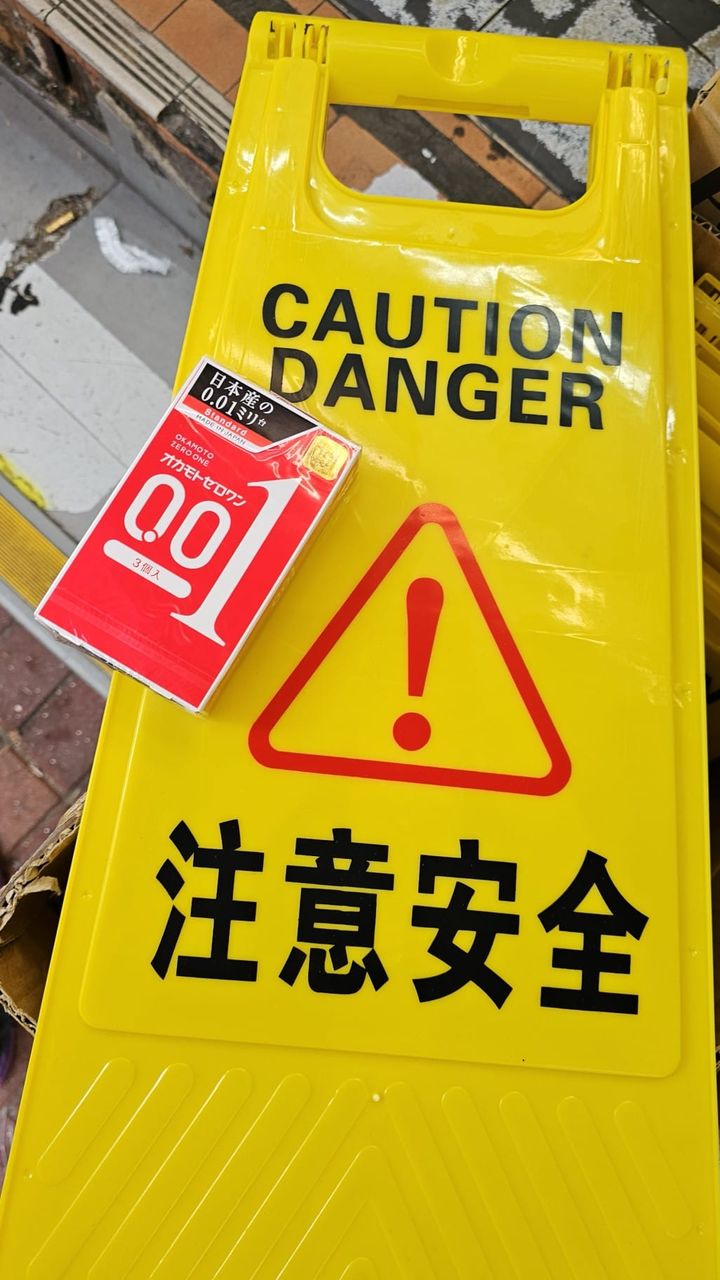 CAUTION
DANGER
日本産の
0.01ミリ台
Standard
MADE IN JAPAN
OKAMOTO
ZERO ONE
オカモトゼロワン
0.01
3個入
注意安全